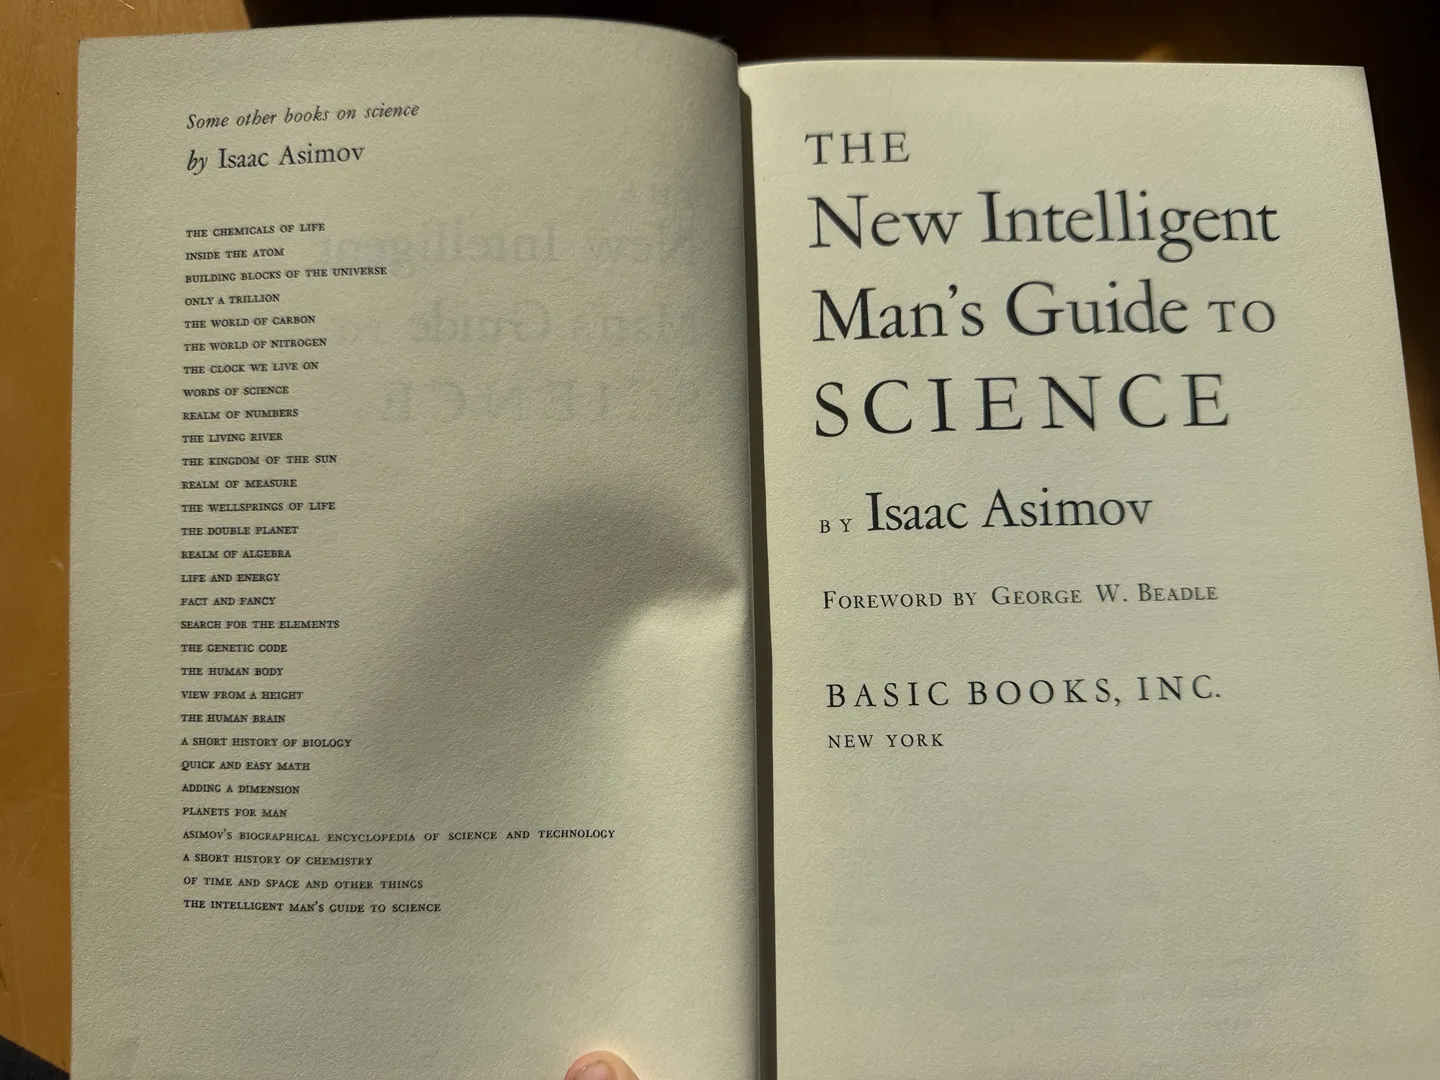 Some other books on science
by Isaac Asimov
THE CHEMICALS OF LIFE
INSIDE THE ATOM
BUILDING BLOCKS OF THE UNIVERSE
ONLY A TRILLION
THE WORLD OF CARBON
THE WORLD OF NITROGEN
THE CLOCK WE LIVE ON
WORDS OF SCIENCE
REALM OF NUMBERS
THE LIVING RIVER
THE KINGDOM OF THE SUN
REALM OF MEASURE
THE WELLSPRINGS OF LIFE
THE DOUBLE PLANET
REALM OF ALGEBRA
LIFE AND ENERGY
FACT AND FANCY
SEARCH FOR THE ELEMENTS
THE GENETIC CODE
THE HUMAN BODY
VIEW FROM A HEIGHT
THE HUMAN BRAIN
A SHORT HISTORY OF BIOLOGY
QUICK AND EASY MATH
ADDING A DIMENSION
PLANETS FOR MAN
ASIMOV'S BIOGRAPHICAL ENCYCLOPEDIA OF SCIENCE AND TECHNOLOGY
A SHORT HISTORY OF CHEMISTRY
OF TIME AND SPACE AND OTHER THINGS
THE INTELLIGENT MAN'S GUIDE TO SCIENCE
THE
New Intelligent
Man's Guide TO
SCIENCE
BY Isaac Asimov
FOREWORD BY GEORGE W. BEADLE
BASIC BOOKS, INC.
NEW YORK